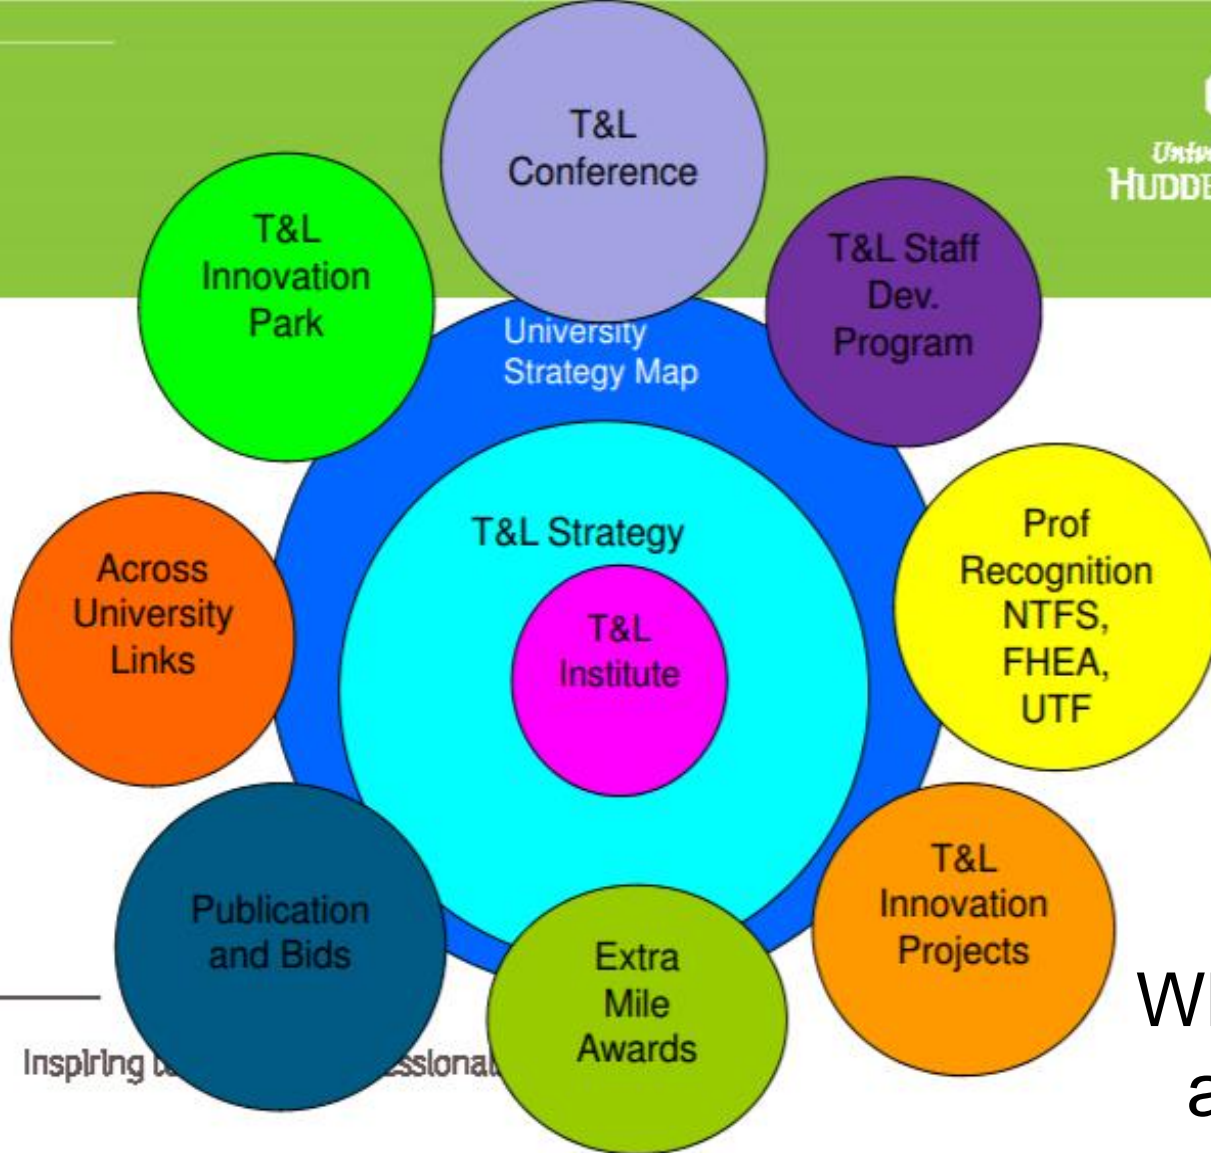 T&L
Conference
T&L
Innovation
Park
T&L Staff
Dev.
Program
University
Strategy Map
T&L Strategy
T&L
Institute
Prof
Recognition
NTFS,
FHEA,
UTF
Across
University
Links
T&L
Innovation
Projects
Publication
and Bids
Extra
Mile
Awards
Inspiring